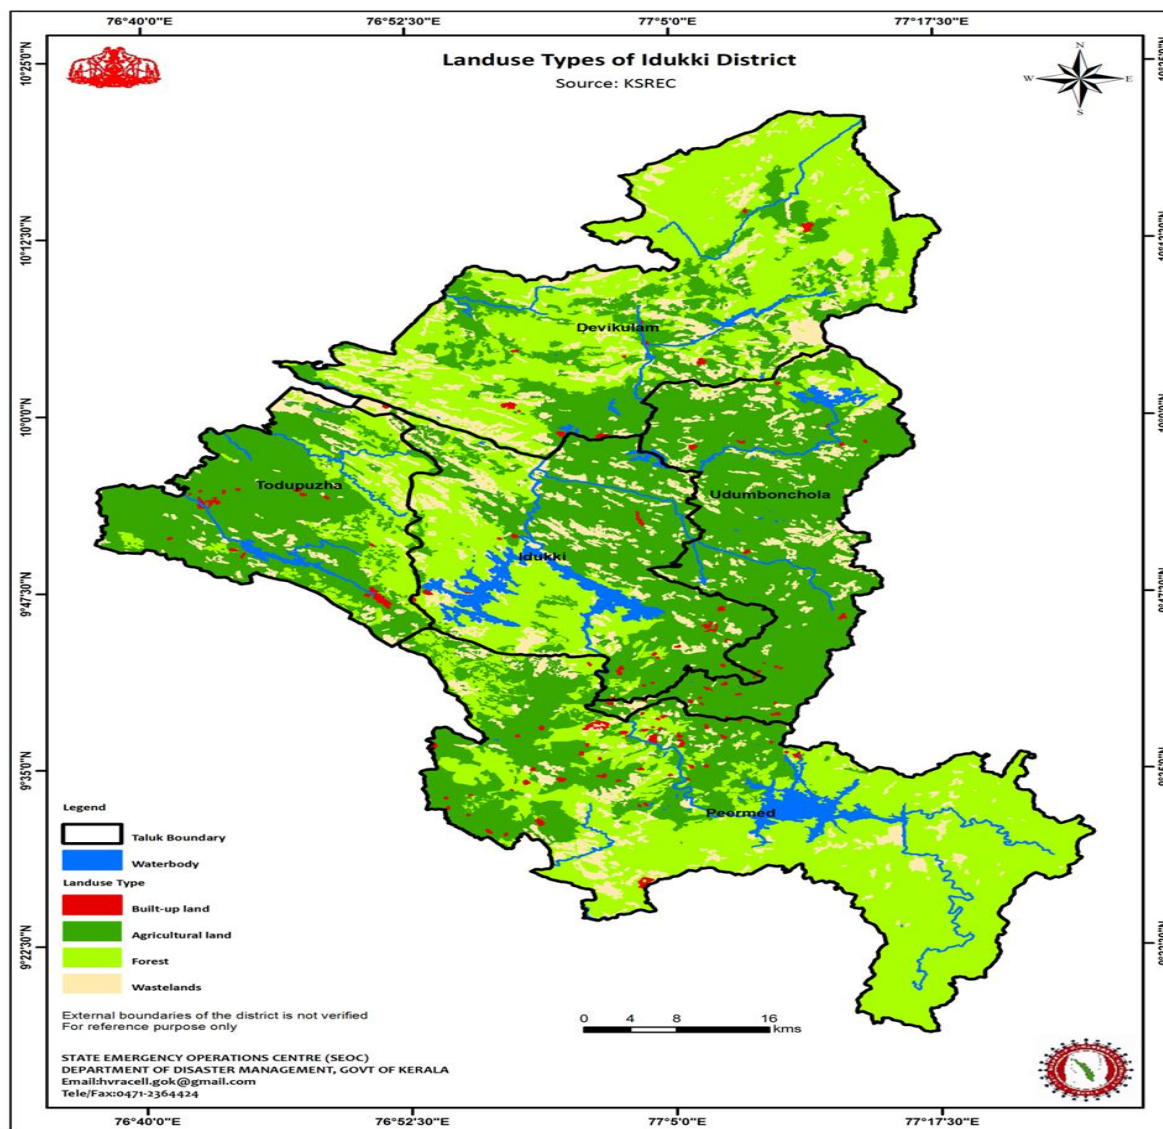 76°40'0"E 76°52'30"E 77°5'0"E 77°17'30"E
Landuse Types of Idukki District
Source: KSREC
N
W E
S
10°25'0"N
10°12'30"N
Devikulam
10°0'0"N
Todupuzha
Udumbonchola
Idukki
9°47'30"N
9°35'0"N
Peermed
Legend
Taluk Boundary
Waterbody
Landuse Type
Built-up land
Agricultural land
Forest
Wastelands
9°22'30"N
External boundaries of the district is not verified
For reference purpose only
0 4 8 16
kms
STATE EMERGENCY OPERATIONS CENTRE (SEOC)
DEPARTMENT OF DISASTER MANAGEMENT, GOVT OF KERALA
Email:hvracell.gok@gmail.com
Tele/Fax:0471-2364424
76°40'0"E 76°52'30"E 77°5'0"E 77°17'30"E